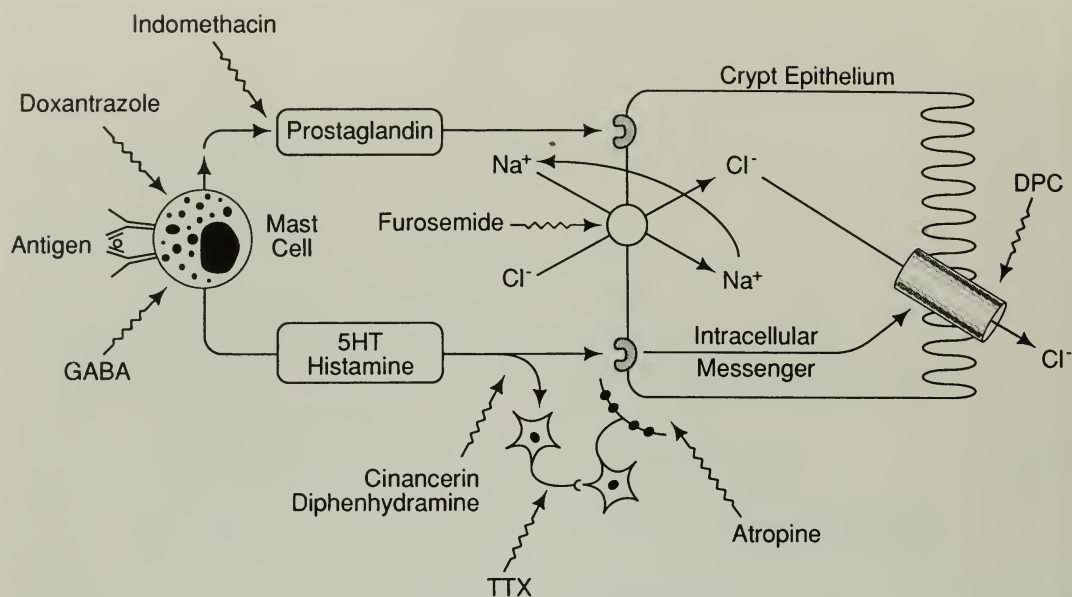 Indomethacin
Doxantrazole
Prostaglandin
Crypt Epithelium
Antigen
Mast
Cell
Na⁺
Cl⁻
DPC
Furosemide
Cl⁻
Na⁺
GABA
5HT
Histamine
Intracellular
Messenger
Cl⁻
Cinancerin
Diphenhydramine
Atropine
TTX